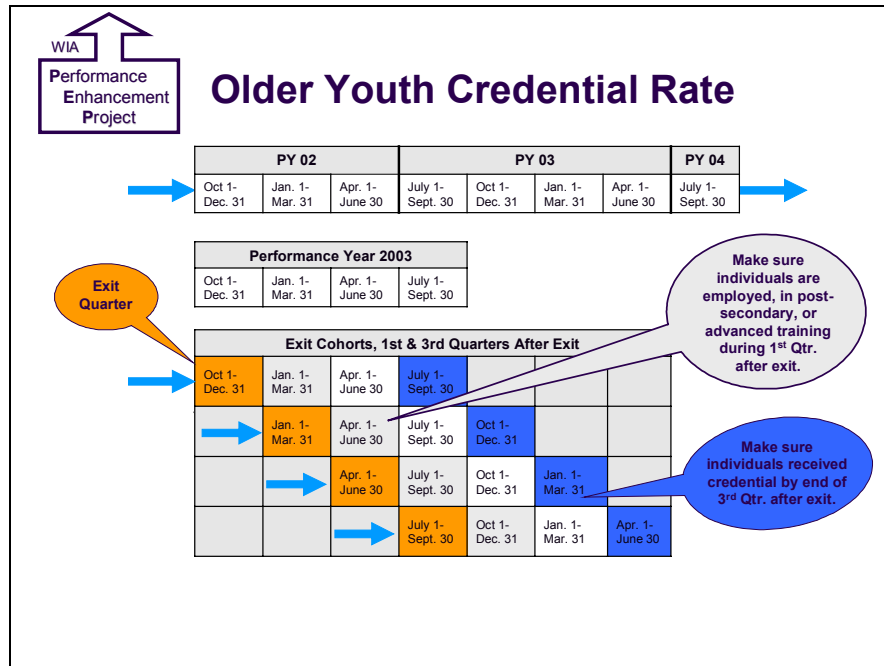 WIA
Performance
Enhancement
Project
Older Youth Credential Rate
PY 02 PY 03 PY 04
Oct 1- Jan. 1- Apr. 1- July 1- Oct 1- Jan. 1- Apr. 1- July 1-
Dec. 31 Mar. 31 June 30 Sept. 30 Dec. 31 Mar. 31 June 30 Sept. 30
Performance Year 2003
Oct 1- Jan. 1- Apr. 1- July 1-
Dec. 31 Mar. 31 June 30 Sept. 30
Exit
Quarter
Make sure
individuals are
employed, in post-
secondary, or
advanced training
during 1st Qtr.
after exit.
Exit Cohorts, 1st & 3rd Quarters After Exit
Oct 1- Jan. 1- Apr. 1- July 1-
Dec. 31 Mar. 31 June 30 Sept. 30
Jan. 1- Apr. 1- July 1- Oct 1-
Mar. 31 June 30 Sept. 30 Dec. 31
Apr. 1- July 1- Oct 1- Jan. 1-
June 30 Sept. 30 Dec. 31 Mar. 31
July 1- Oct 1- Jan. 1- Apr. 1-
Sept. 30 Dec. 31 Mar. 31 June 30
Make sure
individuals received
credential by end of
3rd Qtr. after exit.